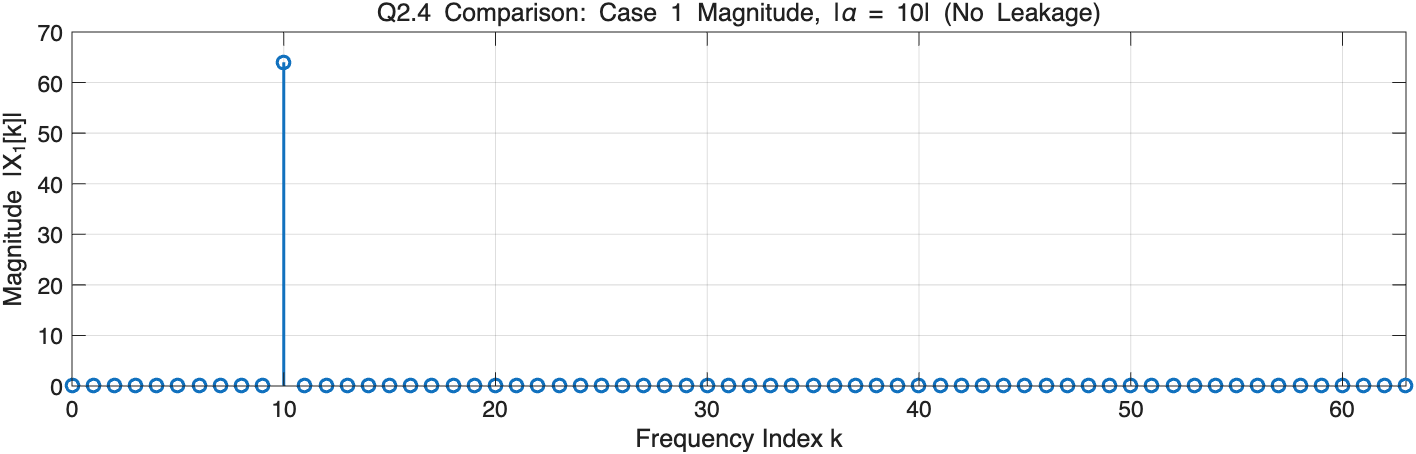 Q2.4 Comparison: Case 1 Magnitude, |α = 10| (No Leakage)
70
60
50
40
30
20
10
0
Magnitude |X₁[k]|
0 10 20 30 40 50 60
Frequency Index k